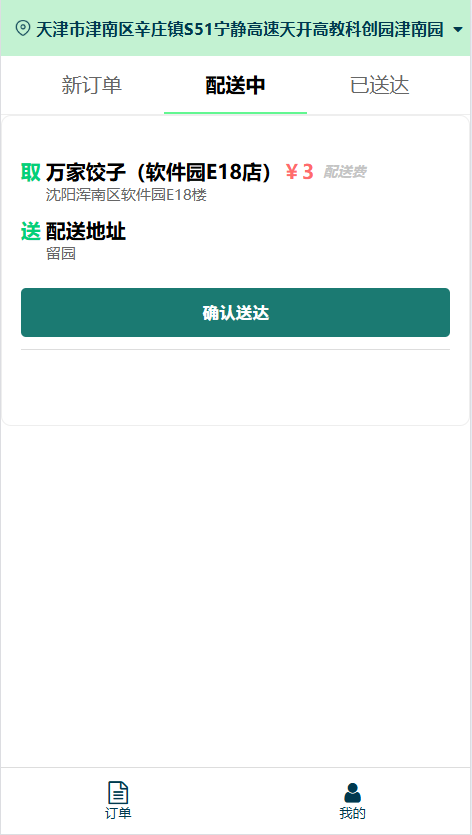 天津市津南区辛庄镇S51宁静高速天开高教科创园津南园
新订单 配送中 已送达
取 万家饺子（软件园E18店） ￥3 配送费
沈阳浑南区软件园E18楼
送 配送地址
留园
确认送达
订单 我的